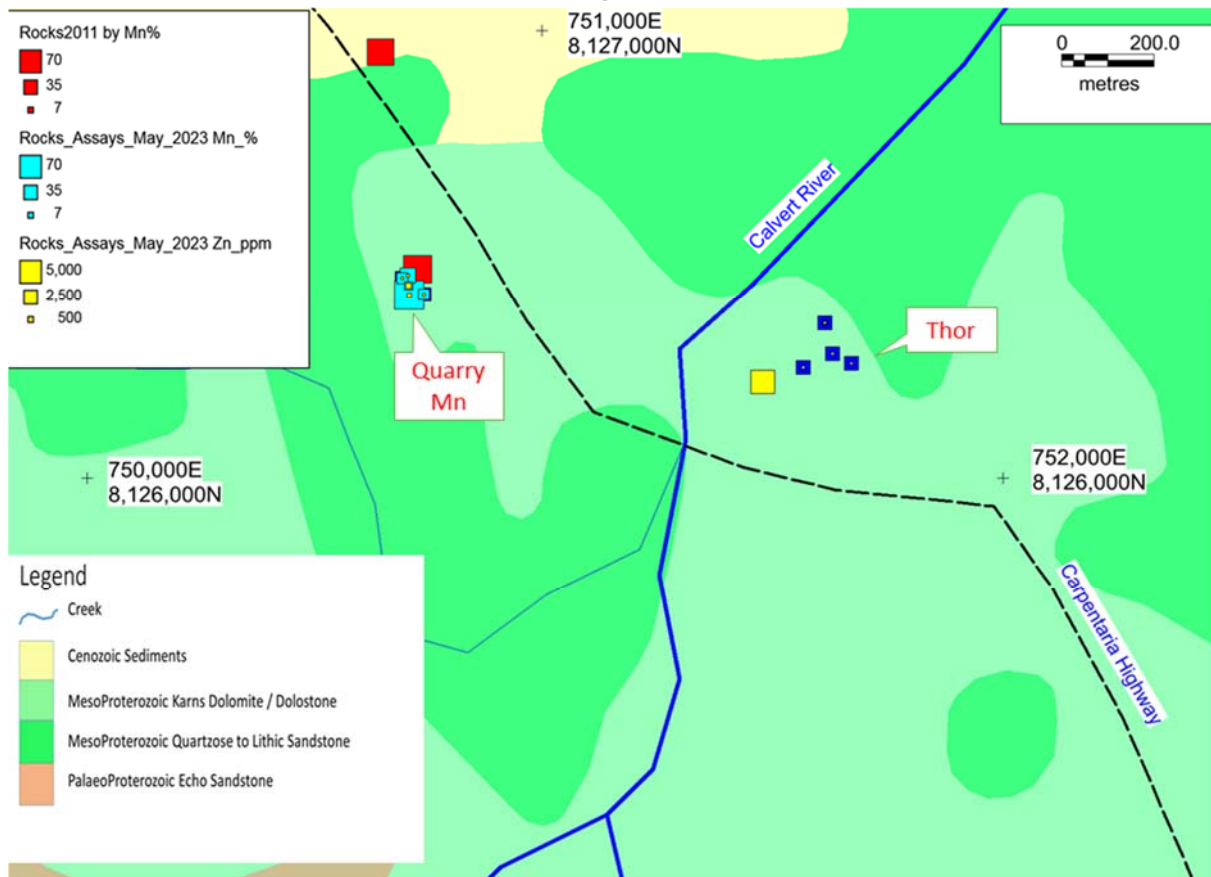 Rocks2011 by Mn%
70
35
7
Rocks_Assays_May_2023 Mn_%
70
35
7
Rocks_Assays_May_2023 Zn_ppm
5,000
2,500
500
751,000E
8,127,000N
0 200.0
metres
Calvert River
Thor
Quarry
Mn
750,000E
8,126,000N
752,000E
8,126,000N
Carpentaria Highway
Legend
Creek
Cenozoic Sediments
MesoProterozoic Karns Dolomite / Dolostone
MesoProterozoic Quartzose to Lithic Sandstone
PalaeoProterozoic Echo Sandstone